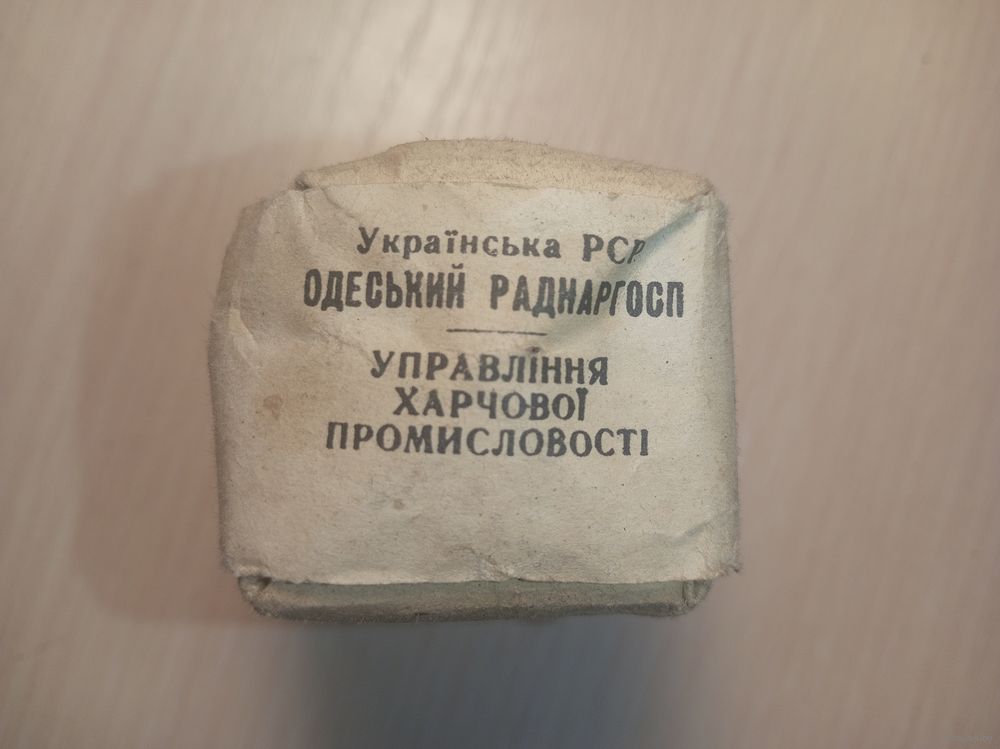 Українська РСР
ОДЕСЬКИЙ РАДНАРГОСП
УПРАВЛІННЯ
ХАРЧОВОЇ
ПРОМИСЛОВОСТІ